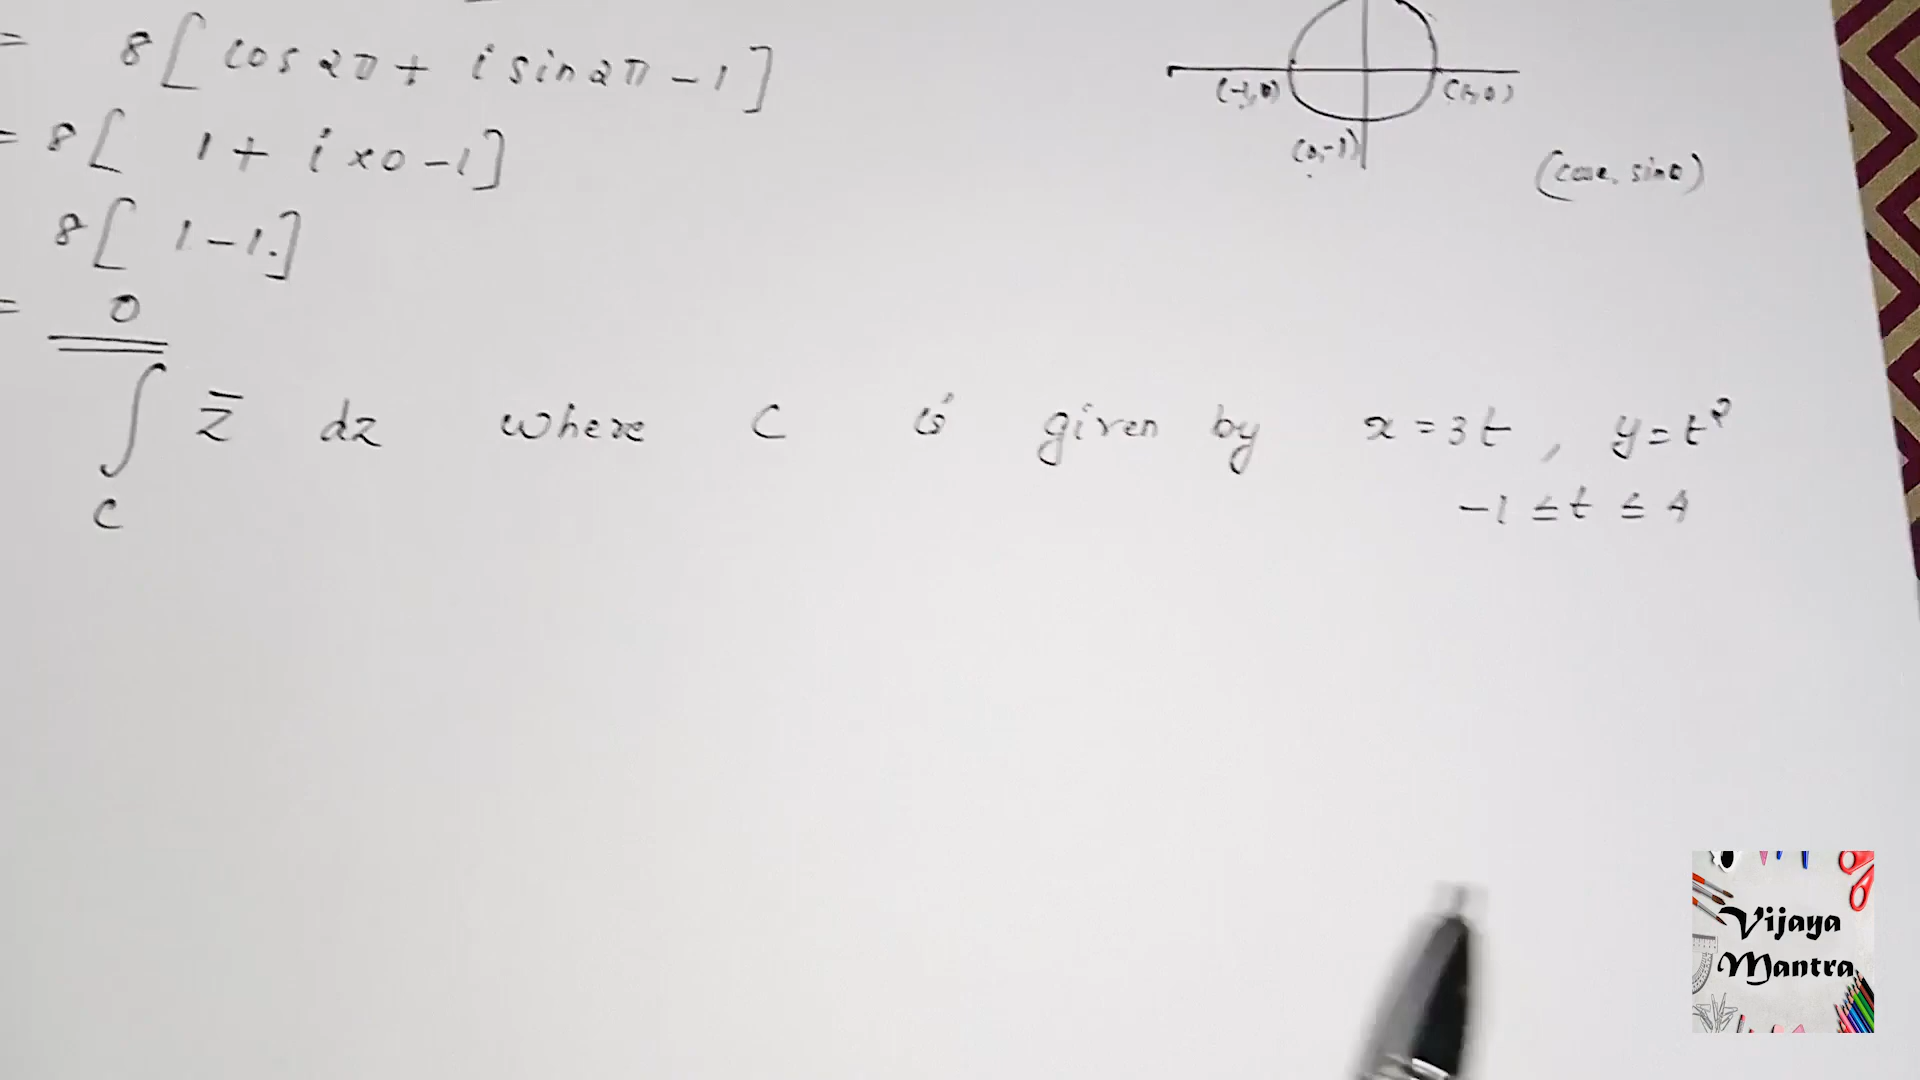 = 8[ cos 2π + i sin 2π - 1]
= 8[ 1 + i x 0 - 1]
8[ 1 - 1.]
= 0
(-1,0) (1,0)
(0,-1)
(cosθ, sinθ)
∫ z̄ dz where C is given by x = 3t , y = t²
C -1 ≤ t ≤ 4
Vijaya
Mantra